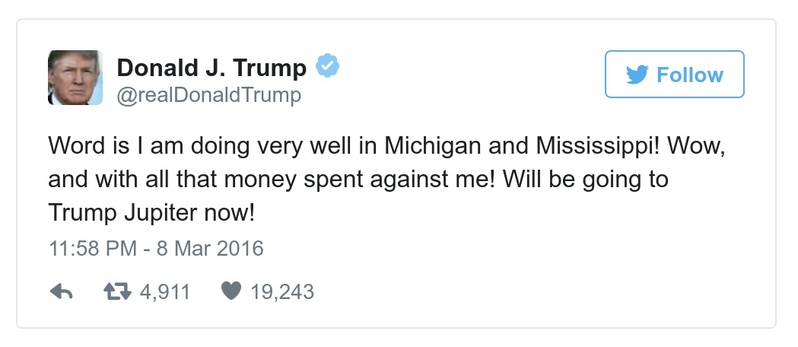 Donald J. Trump
@realDonaldTrump
Follow
Word is I am doing very well in Michigan and Mississippi! Wow,
and with all that money spent against me! Will be going to
Trump Jupiter now!
11:58 PM - 8 Mar 2016
4,911 19,243